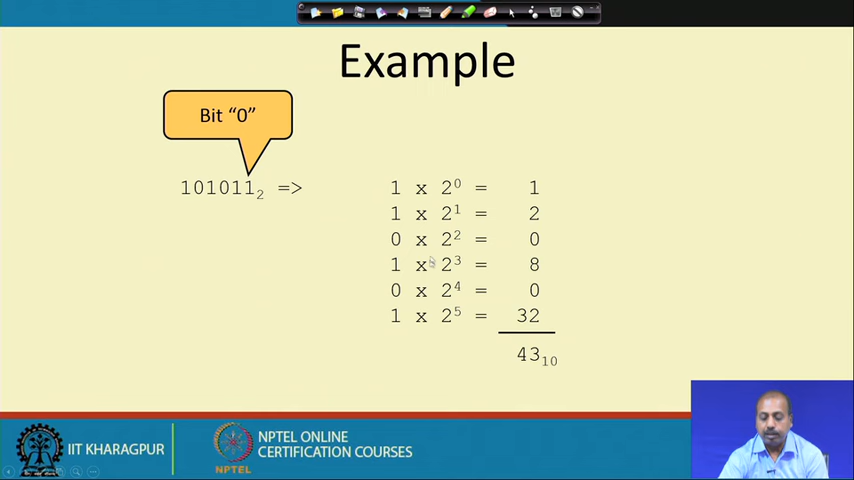 Example
Bit “0”
101011₂ =>
1 x 2⁰ = 1
1 x 2¹ = 2
0 x 2² = 0
1 x 2³ = 8
0 x 2⁴ = 0
1 x 2⁵ = 32
43₁₀
IIT KHARAGPUR
NPTEL
NPTEL ONLINE
CERTIFICATION COURSES